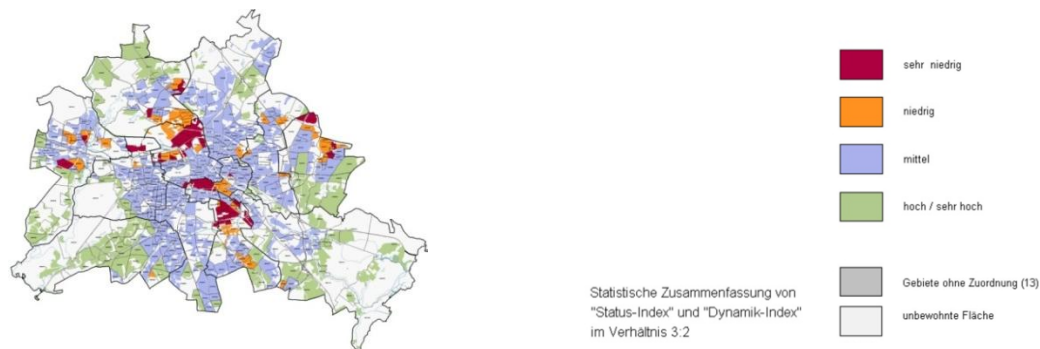 sehr niedrig
niedrig
mittel
hoch / sehr hoch
Gebiete ohne Zuordnung (13)
unbewohnte Fläche
Statistische Zusammenfassung von
"Status-Index" und "Dynamik-Index"
im Verhältnis 3:2